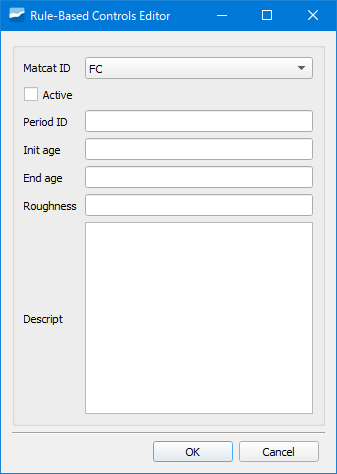 Rule-Based Controls Editor
Matcat ID FC
Active
Period ID
Init age
End age
Roughness
Descript
OK Cancel